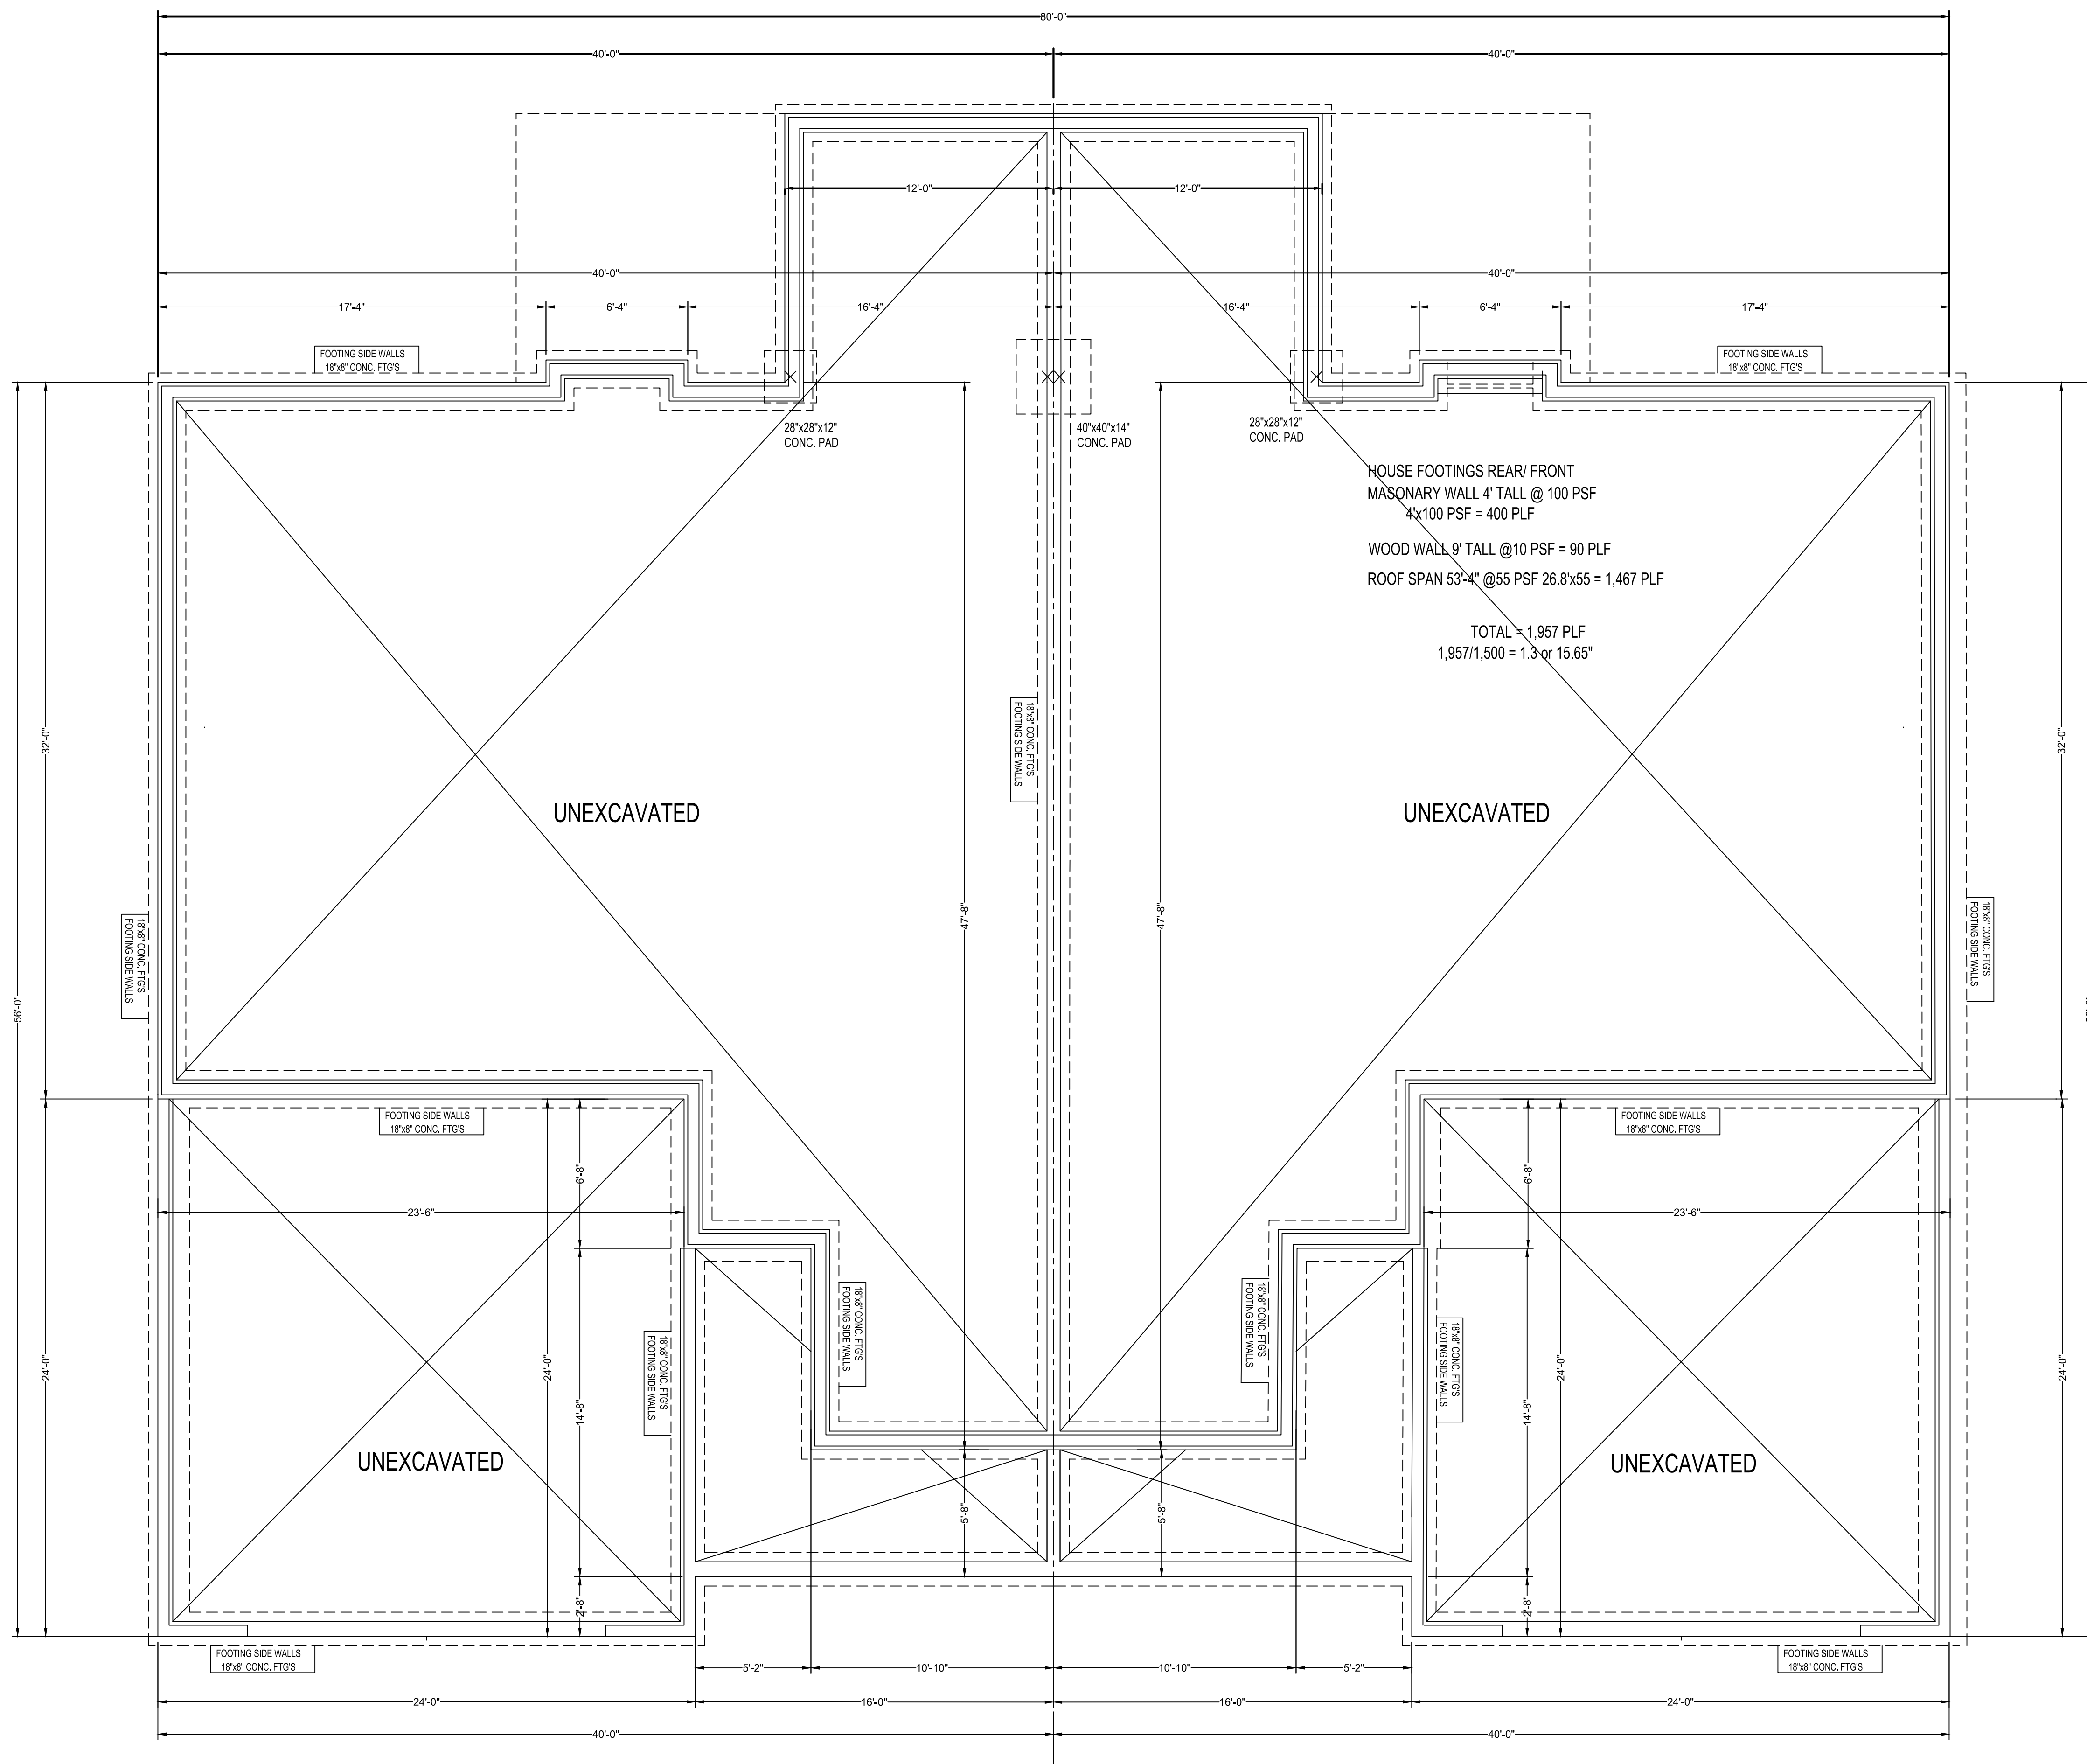 80'-0"
40'-0"
40'-0"
12'-0"
12'-0"
40'-0"
40'-0"
17'-4"
6'-4"
16'-4"
16'-4"
6'-4"
17'-4"
FOOTING SIDE WALLS
18"x8" CONC. FTG'S
FOOTING SIDE WALLS
18"x8" CONC. FTG'S
28"x28"x12"
CONC. PAD
40"x40"x14"
CONC. PAD
28"x28"x12"
CONC. PAD
HOUSE FOOTINGS REAR/ FRONT
MASONARY WALL 4' TALL @ 100 PSF
4'x100 PSF = 400 PLF
WOOD WALL 9' TALL @10 PSF = 90 PLF
ROOF SPAN 53'-4" @55 PSF 26.8'x55 = 1,467 PLF
TOTAL = 1,957 PLF
1,957/1,500 = 1.3 or 15.65"
32'-0"
18"x8" CONC. FTG'S
FOOTING SIDE WALLS
32'-0"
UNEXCAVATED
UNEXCAVATED
56'-0"
18"x8" CONC. FTG'S
FOOTING SIDE WALLS
47'-8"
47'-8"
18"x8" CONC. FTG'S
FOOTING SIDE WALLS
FOOTING SIDE WALLS
18"x8" CONC. FTG'S
FOOTING SIDE WALLS
18"x8" CONC. FTG'S
6'-8"
6'-8"
23'-6"
23'-6"
24'-0"
24'-0"
14'-8"
18"x8" CONC. FTG'S
FOOTING SIDE WALLS
18"x8" CONC. FTG'S
FOOTING SIDE WALLS
18"x8" CONC. FTG'S
FOOTING SIDE WALLS
18"x8" CONC. FTG'S
FOOTING SIDE WALLS
14'-8"
24'-0"
24'-0"
UNEXCAVATED
UNEXCAVATED
5'-8"
5'-8"
2'-8"
2'-8"
FOOTING SIDE WALLS
18"x8" CONC. FTG'S
FOOTING SIDE WALLS
18"x8" CONC. FTG'S
5'-2"
10'-10"
10'-10"
5'-2"
24'-0"
16'-0"
16'-0"
24'-0"
40'-0"
40'-0"